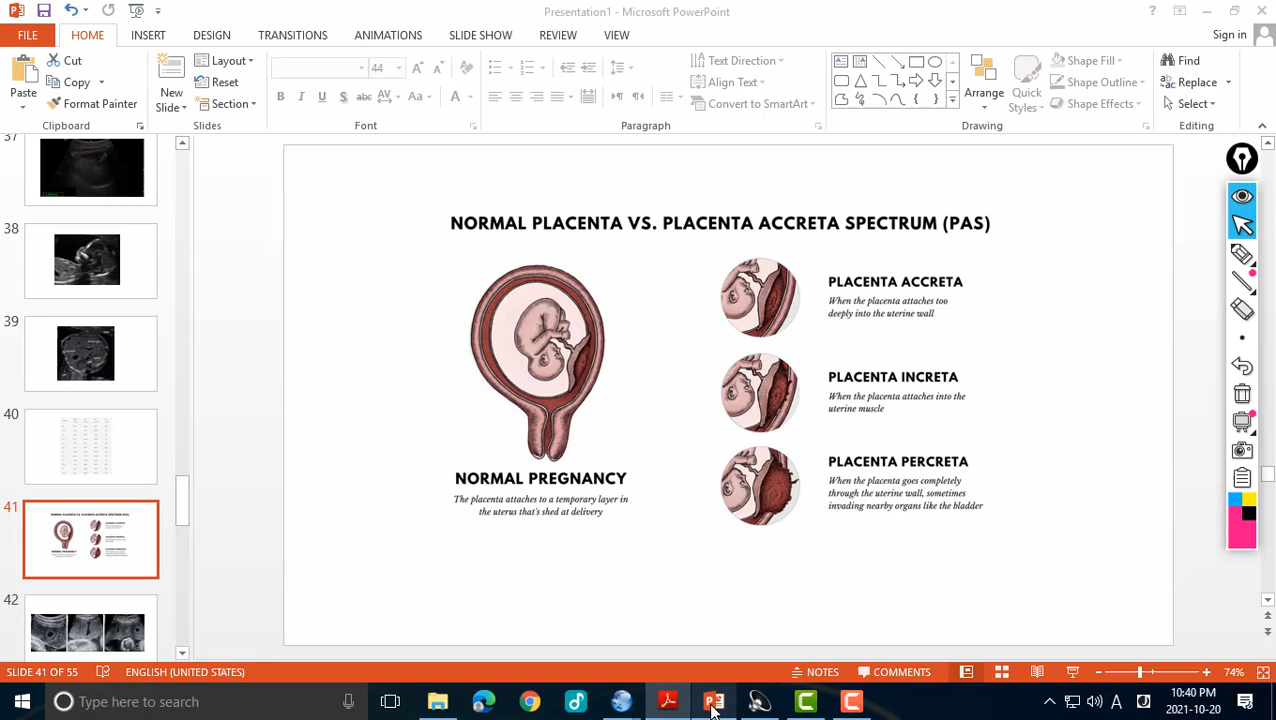 Presentation1 - Microsoft PowerPoint
Sign in
FILE HOME INSERT DESIGN TRANSITIONS ANIMATIONS SLIDE SHOW REVIEW VIEW
Paste
Cut
Copy
Format Painter
Clipboard
New
Slide
Layout
Reset
Section
Slides
44
B I U S abc AV Aa A
Font
Text Direction
Align Text
Convert to SmartArt
Paragraph
Arrange
Quick
Styles
Shape Fill
Shape Outline
Shape Effects
Drawing
Find
Replace
Select
Editing
37
38
39
40
41
42
NORMAL PLACENTA VS. PLACENTA ACCRETA SPECTRUM (PAS)
NORMAL PREGNANCY
The placenta attaches to a temporary layer in
the uterus that's shed at delivery
PLACENTA ACCRETA
When the placenta attaches too
deeply into the uterine wall
PLACENTA INCRETA
When the placenta attaches into the
uterine muscle
PLACENTA PERCRETA
When the placenta goes completely
through the uterine wall, sometimes
invading nearby organs like the bladder
SLIDE 41 OF 55 ENGLISH (UNITED STATES) NOTES COMMENTS 74%
Type here to search
A
10:40 PM
2021-10-20